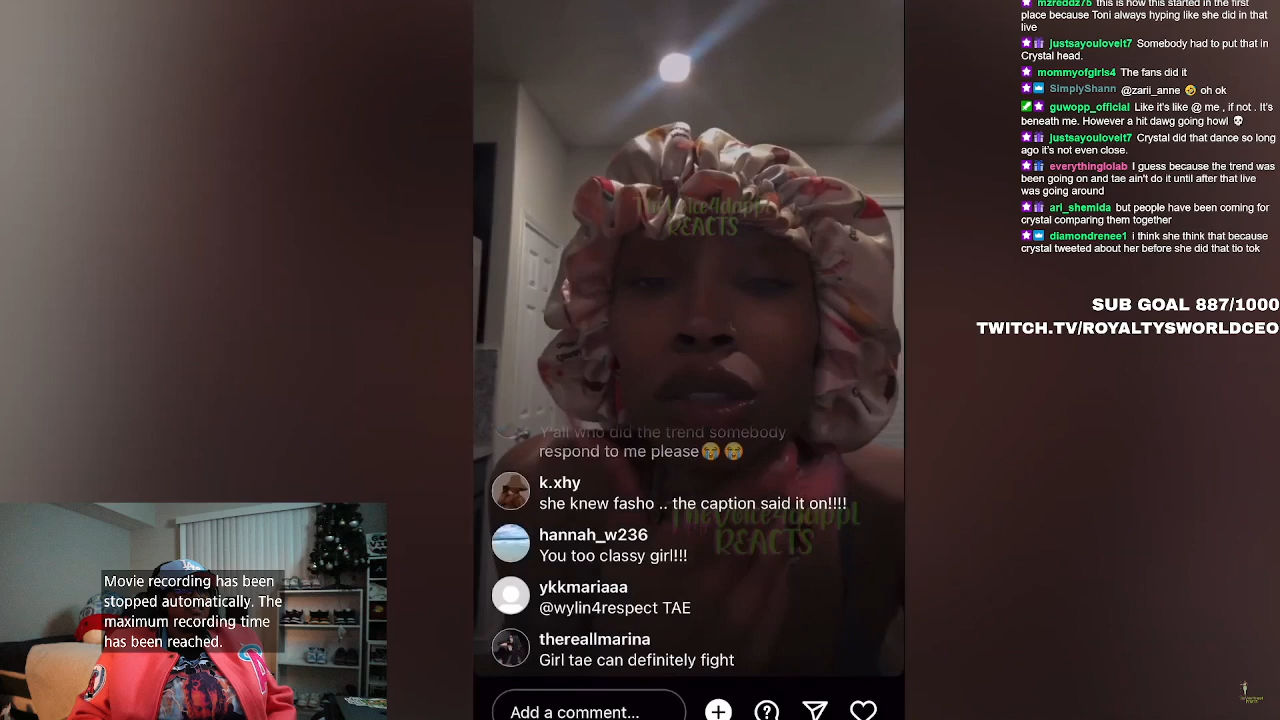 mzreddz7b this is how this started in the first
place because Toni always hyping like she did in that
live
justsayouloveit7 Somebody had to put that in
Crystal head.
mommyofgirls4 The fans did it
SimplyShann @zarii_anne 🤣 oh ok
guwopp_official Like it's like @ me , if not . It's
beneath me. However a hit dawg going howl 💀
justsayouloveit7 Crystal did that dance so long
ago it's not even close.
everythinglolab I guess because the trend was
been going on and tae ain't do it until after that live
was going around
ari_shemida but people have been coming for
crystal comparing them together
diamondrenee1 i think she think that because
crystal tweeted about her before she did that tio tok
SUB GOAL 887/1000
TWITCH.TV/ROYALTYSWORLDCEO
TheVoice4dappl
REACTS
Y'all who did the trend somebody
respond to me please😭😭
k.xhy
she knew fasho .. the caption said it on!!!!
TheVoice4dappl
REACTS
hannah_w236
You too classy girl!!!
ykkmariaaa
@wylin4respect TAE
thereallmarina
Girl tae can definitely fight
Add a comment...
Movie recording has been
stopped automatically. The
maximum recording time
has been reached.